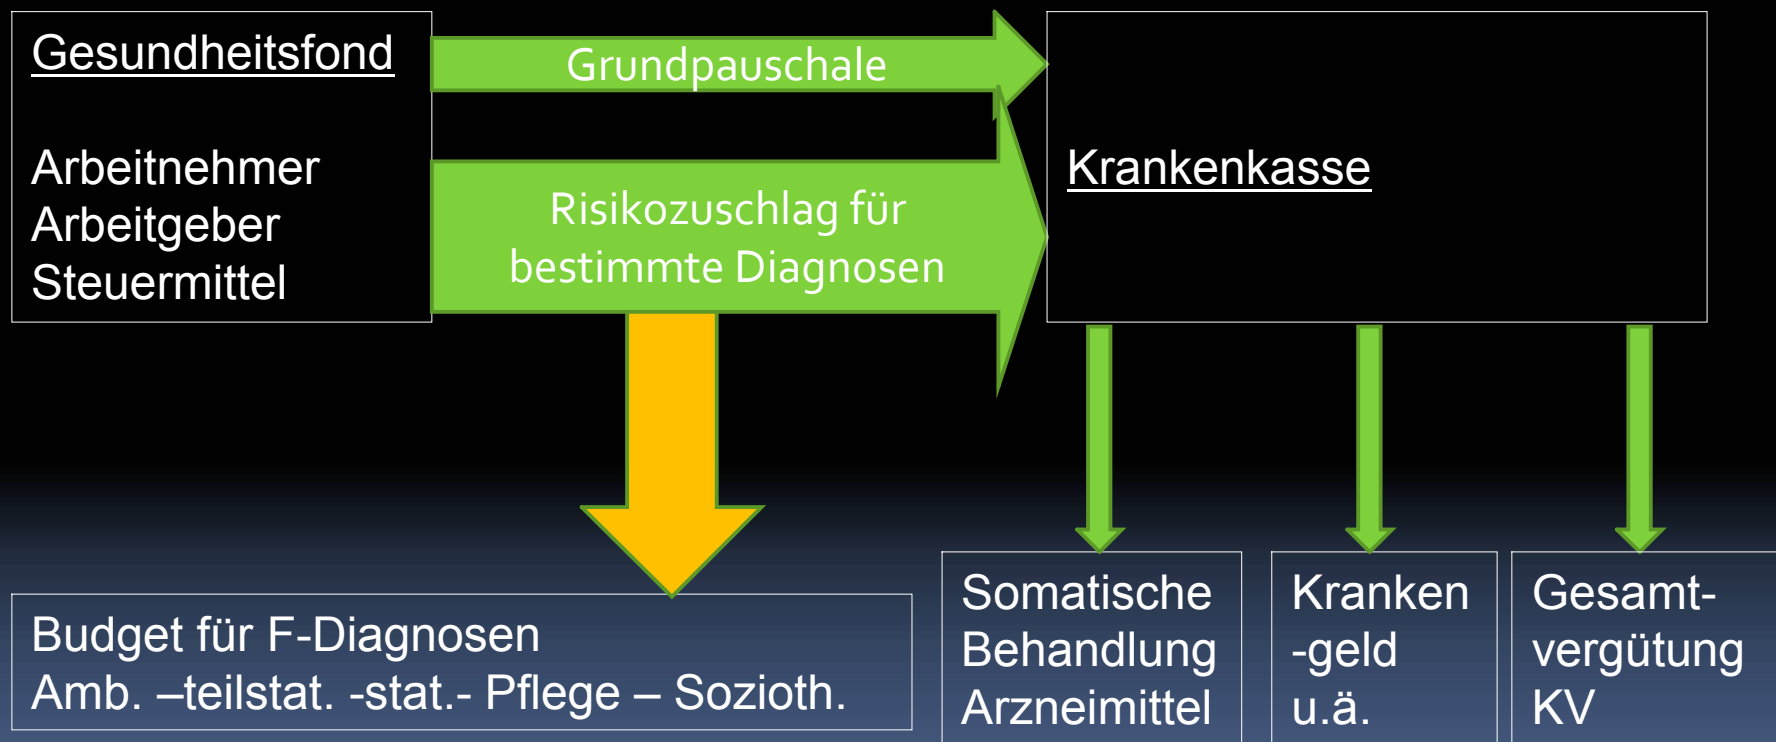 Gesundheitsfond
Arbeitnehmer
Arbeitgeber
Steuermittel
Grundpauschale
Risikozuschlag für
bestimmte Diagnosen
Krankenkasse
Budget für F-Diagnosen
Amb. –teilstat. -stat.- Pflege – Sozioth.
Somatische
Behandlung
Arzneimittel
Kranken
-geld
u.ä.
Gesamt-
vergütung
KV